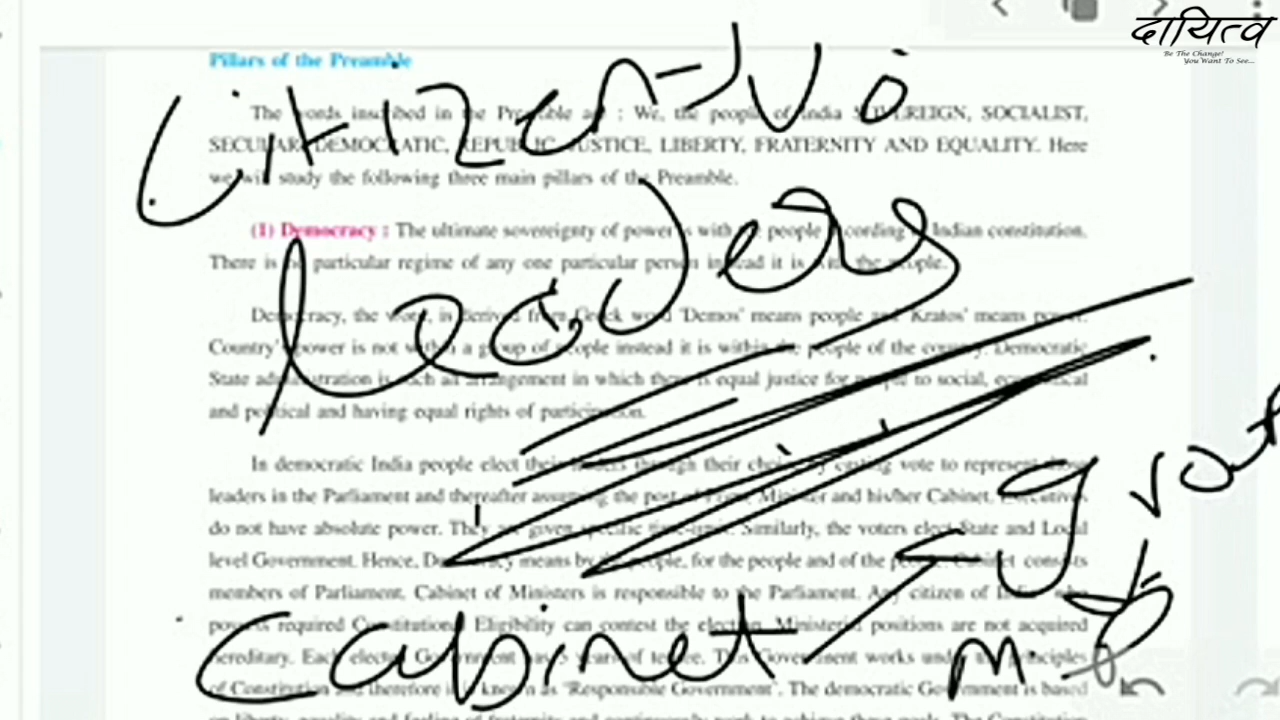 दायित्व
Be The Change!
You Want To See...
Pillars of the Preamble
The words inscribed in the Preamble are : We, the people of India SOVEREIGN, SOCIALIST,
SECULAR, DEMOCRATIC, REPUBLIC, JUSTICE, LIBERTY, FRATERNITY AND EQUALITY. Here
we will study the following three main pillars of the Preamble.
(1) Democracy : The ultimate sovereignty of power is with the people according Indian constitution.
There is no particular regime of any one particular person instead it is with the people.
Democracy, the word, is derived from Greek word 'Demos' means people and 'Kratos' means power.
Country's power is not within a group of people instead it is within the people of the country. Democratic
State administration is such an arrangement in which there is equal justice for people to social, economical
and political and having equal rights of participation.
In democratic India people elect their leaders through their choice by casting vote to represent those
leaders in the Parliament and thereafter assuming the post of Prime Minister and his/her Cabinet. Executives
do not have absolute power. They are given specific time-limit. Similarly, the voters elect State and Local
level Government. Hence, Democracy means by the people, for the people and of the people. Cabinet consists
members of Parliament. Cabinet of Ministers is responsible to the Parliament. Any citizen of India who
possess required Constitutional Eligibility can contest the election. Ministerial positions are not acquired
hereditary. Each elected Government has 5 years of tenure. This Government works under the principles
of Constitution and therefore it is known as 'Responsible Government'. The democratic Government is based
Citizen
leaders
cabinet